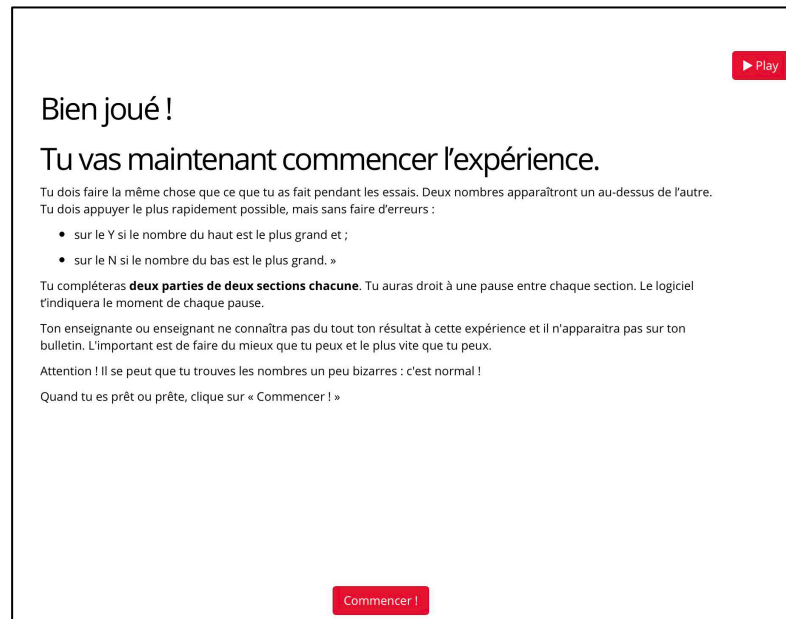 ▶ Play
Bien joué !
Tu vas maintenant commencer l’expérience.
Tu dois faire la même chose que ce que tu as fait pendant les essais. Deux nombres apparaîtront un au-dessus de l’autre.
Tu dois appuyer le plus rapidement possible, mais sans faire d’erreurs :
• sur le Y si le nombre du haut est le plus grand et ;
• sur le N si le nombre du bas est le plus grand. »
Tu compléteras deux parties de deux sections chacune. Tu auras droit à une pause entre chaque section. Le logiciel
t’indiquera le moment de chaque pause.
Ton enseignante ou enseignant ne connaîtra pas du tout ton résultat à cette expérience et il n'apparaitra pas sur ton
bulletin. L'important est de faire du mieux que tu peux et le plus vite que tu peux.
Attention ! Il se peut que tu trouves les nombres un peu bizarres : c'est normal !
Quand tu es prêt ou prête, clique sur « Commencer ! »
Commencer !